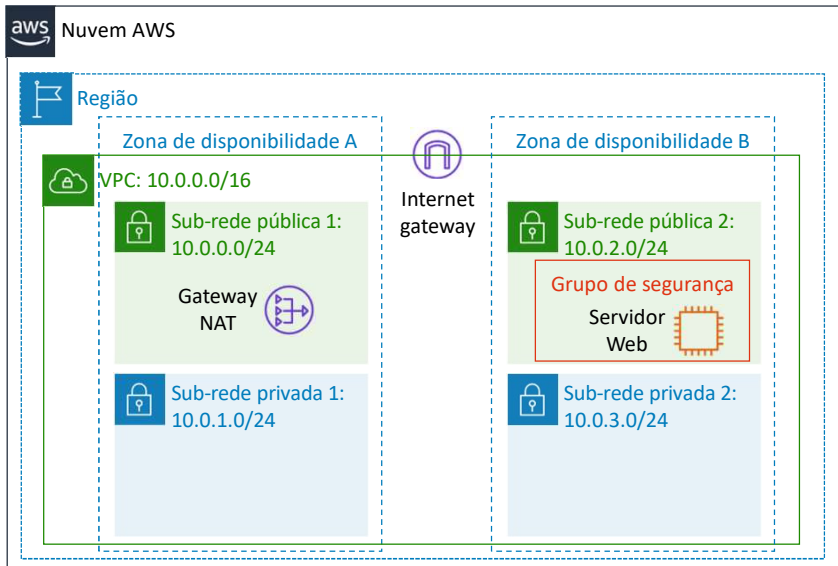 aws
Nuvem AWS
Região
Zona de disponibilidade A
Zona de disponibilidade B
VPC: 10.0.0.0/16
Internet
gateway
Sub-rede pública 1:
10.0.0.0/24
Sub-rede pública 2:
10.0.2.0/24
Gateway
NAT
Grupo de segurança
Servidor
Web
Sub-rede privada 1:
10.0.1.0/24
Sub-rede privada 2:
10.0.3.0/24